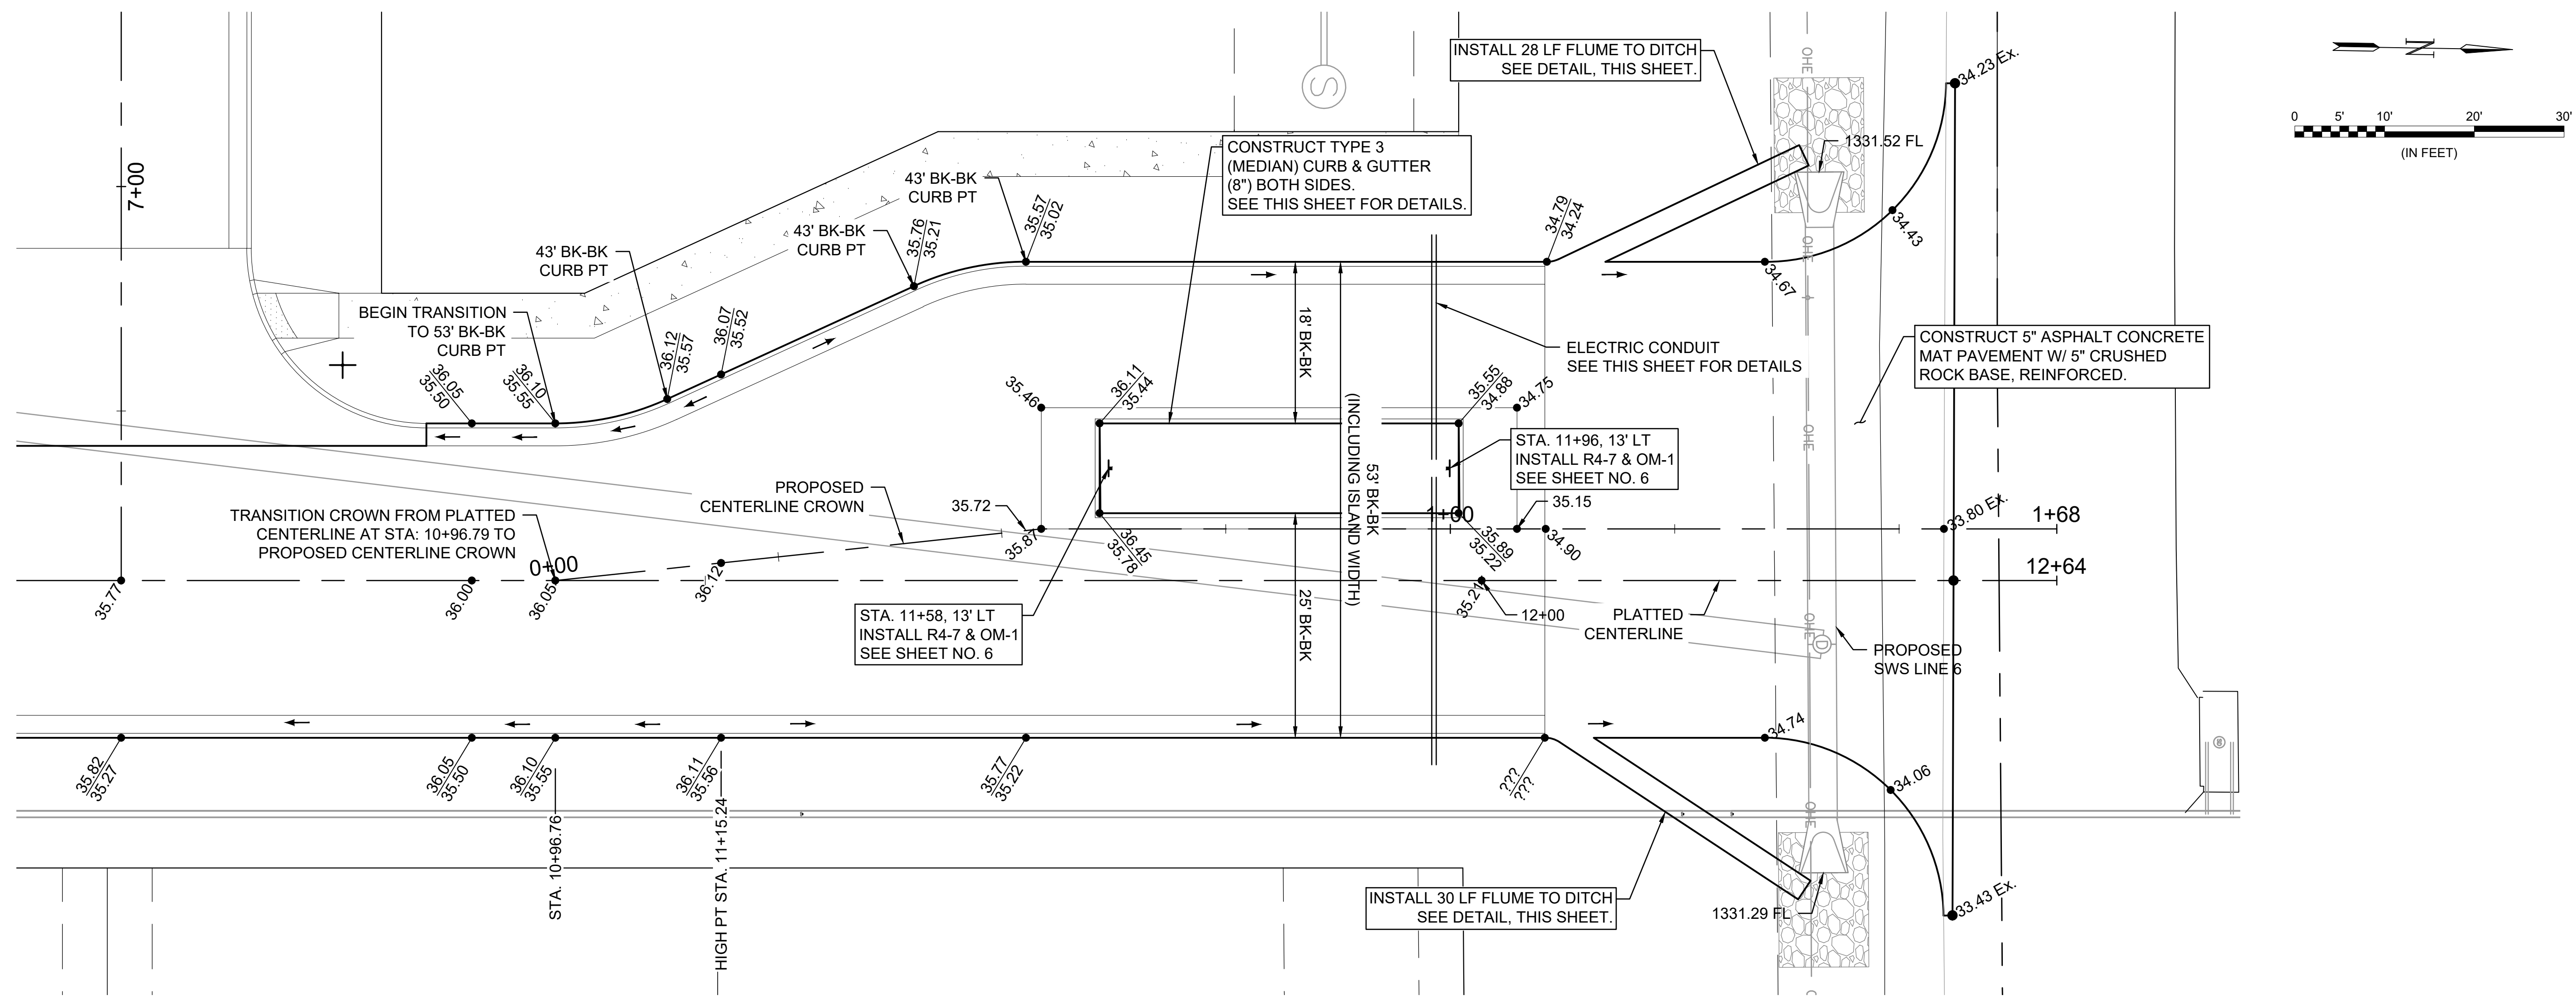 INSTALL 28 LF FLUME TO DITCH
SEE DETAIL, THIS SHEET.
OHE
34.23 Ex.
N
0 5' 10' 20' 30'
(IN FEET)
S
7+00
1331.52 FL
CONSTRUCT TYPE 3
(MEDIAN) CURB & GUTTER
(8") BOTH SIDES.
SEE THIS SHEET FOR DETAILS.
43' BK-BK
CURB PT
35.57
35.02
43' BK-BK
CURB PT
35.76
35.21
43' BK-BK
CURB PT
34.79
34.24
34.43
OHE
34.67
BEGIN TRANSITION
TO 53' BK-BK
CURB PT
36.12
35.57
36.07
35.52
18' BK-BK
ELECTRIC CONDUIT
SEE THIS SHEET FOR DETAILS
CONSTRUCT 5" ASPHALT CONCRETE
MAT PAVEMENT W/ 5" CRUSHED
ROCK BASE, REINFORCED.
36.05
35.50
36.10
35.55
35.46
36.11
35.44
35.55
34.88
34.75
OHE
53' BK-BK
(INCLUDING ISLAND WIDTH)
STA. 11+96, 13' LT
INSTALL R4-7 & OM-1
SEE SHEET NO. 6
PROPOSED
CENTERLINE CROWN
35.72
35.15
TRANSITION CROWN FROM PLATTED
CENTERLINE AT STA: 10+96.79 TO
PROPOSED CENTERLINE CROWN
1+00
33.80 Ex.
1+68
35.87
36.45
35.78
35.89
35.22
34.90
0+00
12+64
35.77
36.00
36.05
36.12
35.21
12+00
PLATTED
CENTERLINE
25' BK-BK
STA. 11+58, 13' LT
INSTALL R4-7 & OM-1
SEE SHEET NO. 6
OHE
D
PROPOSED
SWS LINE 6
34.74
35.82
35.27
36.05
35.50
36.10
35.55
36.11
35.56
35.77
35.22
???
???
34.06
OHE
STA. 10+96.76
HIGH PT STA. 11+15.24
INSTALL 30 LF FLUME TO DITCH
SEE DETAIL, THIS SHEET.
1331.29 FL
33.43 Ex.